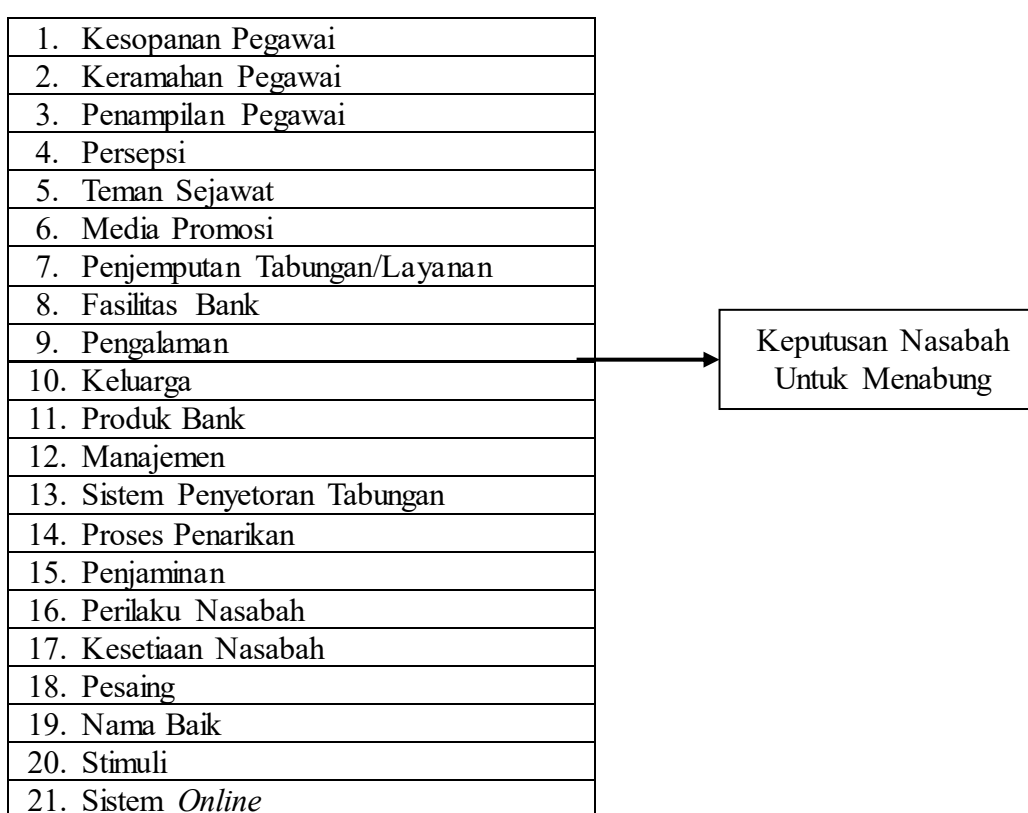 1. Kesopanan Pegawai
2. Keramahan Pegawai
3. Penampilan Pegawai
4. Persepsi
5. Teman Sejawat
6. Media Promosi
7. Penjemputan Tabungan/Layanan
8. Fasilitas Bank
9. Pengalaman
10. Keluarga
11. Produk Bank
12. Manajemen
13. Sistem Penyetoran Tabungan
14. Proses Penarikan
15. Penjaminan
16. Perilaku Nasabah
17. Kesetiaan Nasabah
18. Pesaing
19. Nama Baik
20. Stimuli
21. Sistem Online
Keputusan Nasabah
Untuk Menabung